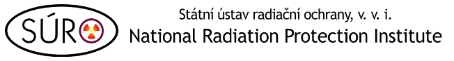 SÚRO
Státní ústav radiační ochrany, v. v. i.
National Radiation Protection Institute